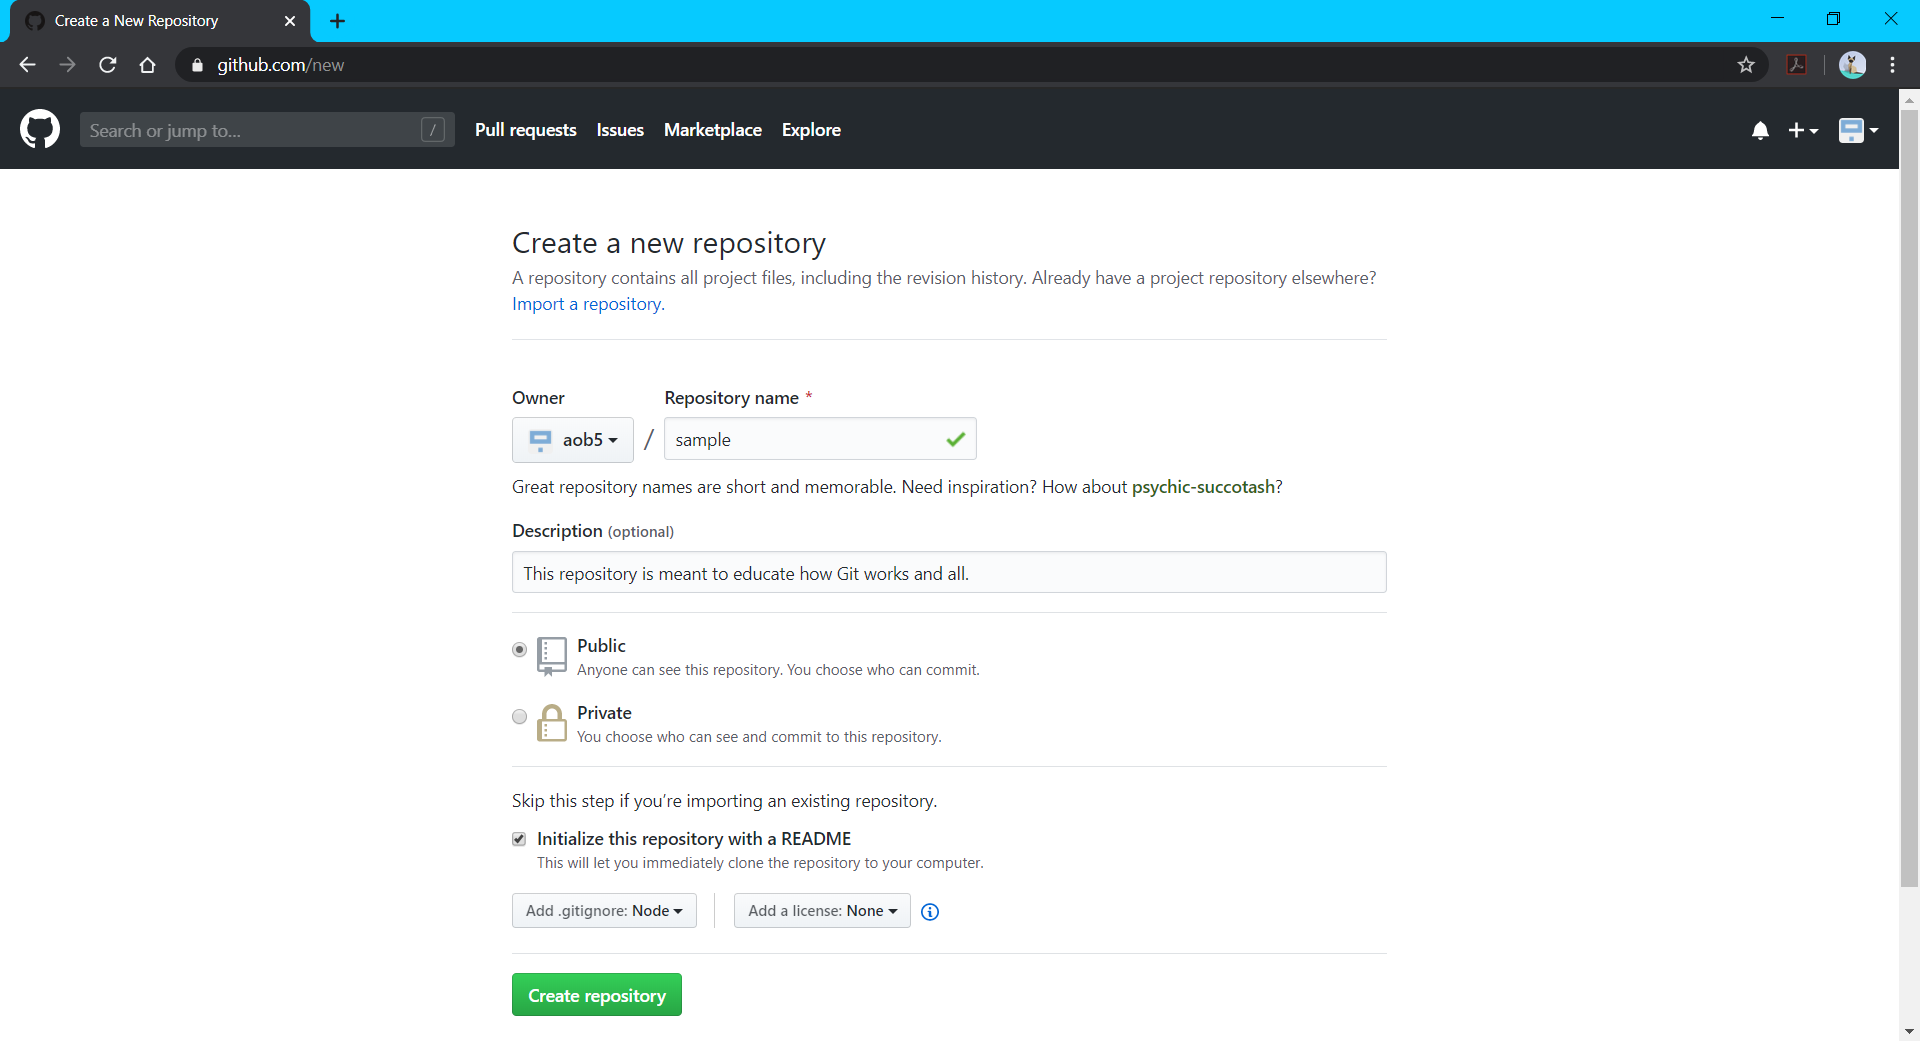 Create a New Repository
github.com/new
Search or jump to...
/
Pull requests Issues Marketplace Explore
Create a new repository
A repository contains all project files, including the revision history. Already have a project repository elsewhere?
Import a repository.
Owner Repository name *
aob5 / sample
Great repository names are short and memorable. Need inspiration? How about psychic-succotash?
Description (optional)
This repository is meant to educate how Git works and all.
Public
Anyone can see this repository. You choose who can commit.
Private
You choose who can see and commit to this repository.
Skip this step if you’re importing an existing repository.
Initialize this repository with a README
This will let you immediately clone the repository to your computer.
Add .gitignore: Node Add a license: None
Create repository